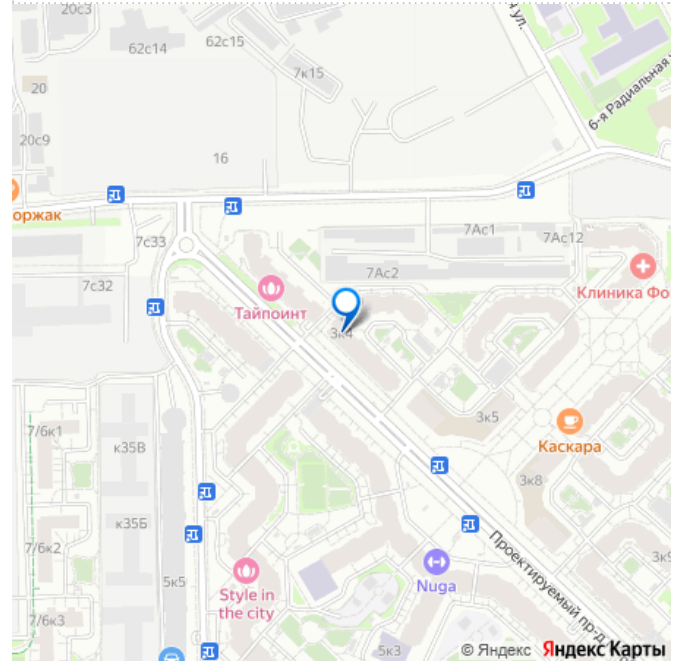 20с3
62с15
62с14
7к15
20
20с9
16
6-я Радиальная
ул.
оржак
7с33
7Ас1
7Ас12
7Ас2
7с32
Клиника Фо
Тайпоинт
3к4
3к5
Каскара
7/6к1
к35В
3к8
к35Б
7/6к2
Проектируемый пр-д
3к9
5к5
Nuga
Style in
the city
7/6к3
5к3
© Яндекс Яндекс Карты